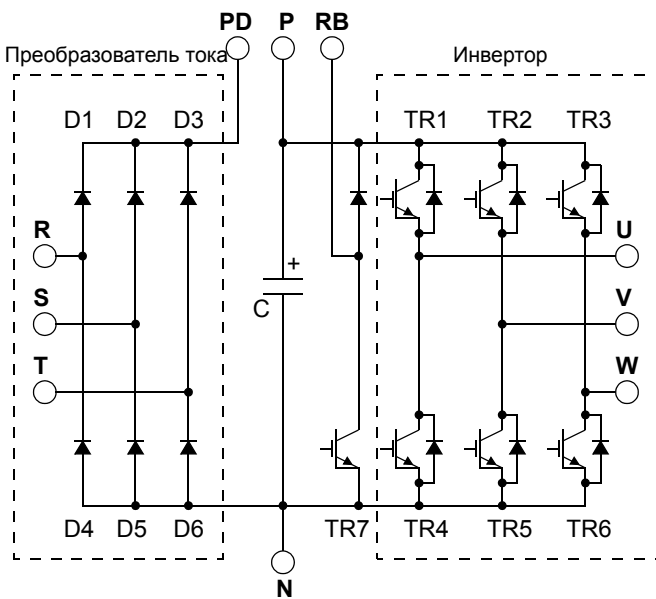 PD P RB
Преобразователь тока Инвертор
D1 D2 D3 TR1 TR2 TR3
R U
+
S C V
T W
D4 D5 D6 TR7 TR4 TR5 TR6
N